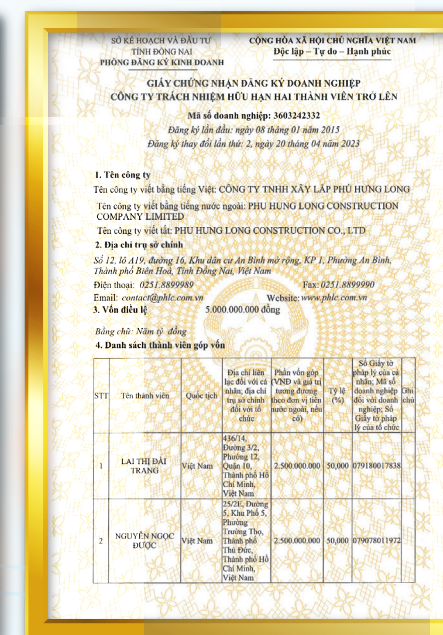 SỞ KẾ HOẠCH VÀ ĐẦU TƯ
TỈNH ĐỒNG NAI
PHÒNG ĐĂNG KÝ KINH DOANH
CỘNG HÒA XÃ HỘI CHỦ NGHĨA VIỆT NAM
Độc lập – Tự do – Hạnh phúc
GIẤY CHỨNG NHẬN ĐĂNG KÝ DOANH NGHIỆP
CÔNG TY TRÁCH NHIỆM HỮU HẠN HAI THÀNH VIÊN TRỞ LÊN
Mã số doanh nghiệp: 3603242332
Đăng ký lần đầu: ngày 08 tháng 01 năm 2015
Đăng ký thay đổi lần thứ: 2, ngày 20 tháng 04 năm 2023
1. Tên công ty
Tên công ty viết bằng tiếng Việt: CÔNG TY TNHH XÂY LẮP PHÚ HƯNG LONG
Tên công ty viết bằng tiếng nước ngoài: PHU HUNG LONG CONSTRUCTION
COMPANY LIMITED
Tên công ty viết tắt: PHU HUNG LONG CONSTRUCTION CO., LTD
2. Địa chỉ trụ sở chính
Số 12, lô A19, đường 16, Khu dân cư An Bình mở rộng, KP 1, Phường An Bình,
Thành phố Biên Hoà, Tỉnh Đồng Nai, Việt Nam
Điện thoại: 0251.8899989 Fax: 0251.8899990
Email: contact@phlc.com.vn Website: www.phlc.com.vn
3. Vốn điều lệ 5.000.000.000 đồng
Bằng chữ: Năm tỷ đồng
4. Danh sách thành viên góp vốn
STT
Tên thành viên
Quốc tịch
Địa chỉ liên
lạc đối với cá
nhân; địa chỉ
trụ sở chính
đối với tổ
chức
Phần vốn góp
(VNĐ và giá trị
tương đương
theo đơn vị tiền
nước ngoài, nếu
có)
Tỷ lệ
(%)
Số Giấy tờ
pháp lý của cá
nhân; Mã số
doanh nghiệp
đối với doanh
nghiệp; Số
Giấy tờ pháp
lý của tổ chức
Ghi
chú
1
LẠI THỊ ĐÀI
TRANG
Việt Nam
436/14,
Đường 3/2,
Phường 12,
Quận 10,
Thành phố Hồ
Chí Minh,
Việt Nam
2.500.000.000
50,000
079180017838
2
NGUYỄN NGỌC
ĐƯỢC
Việt Nam
25/2E, Đường
5, Khu Phố 5,
Phường
Trường Thọ,
Thành phố
Thủ Đức,
Thành phố Hồ
Chí Minh,
Việt Nam
2.500.000.000
50,000
079078011972